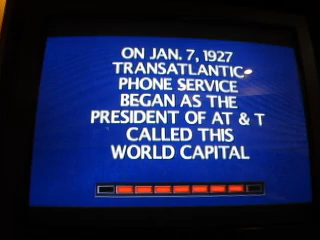 ON JAN. 7, 1927
TRANSATLANTIC
PHONE SERVICE
BEGAN AS THE
PRESIDENT OF AT & T
CALLED THIS
WORLD CAPITAL